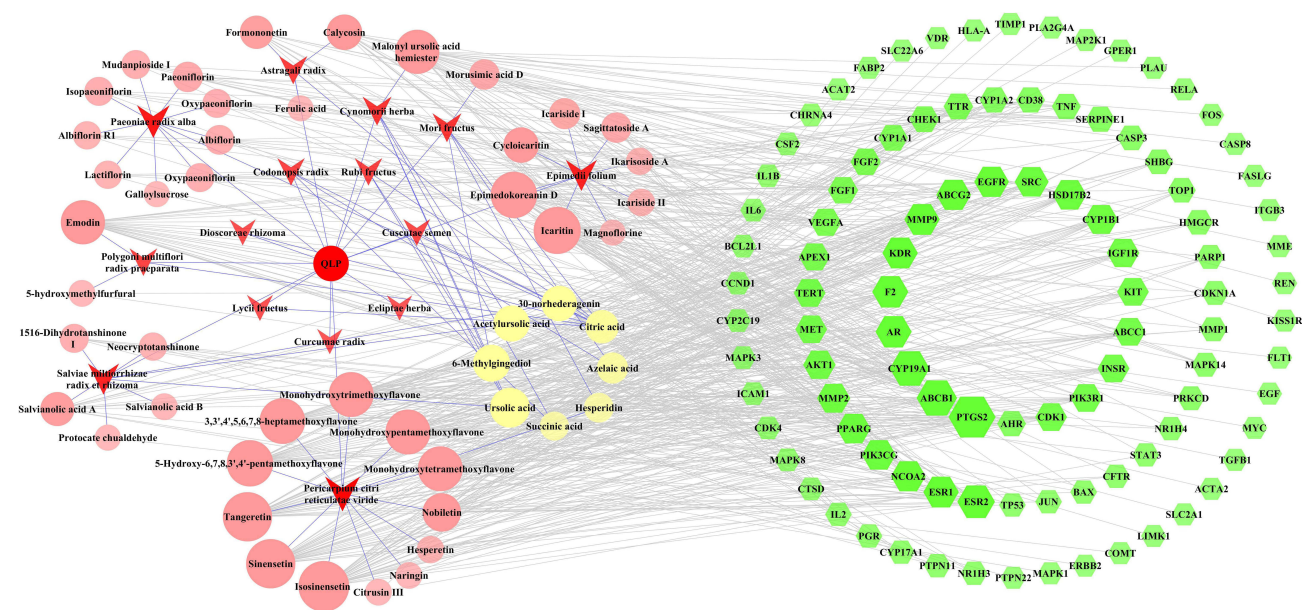 Formononetin
Calycosin
Malonyl ursolic acid
hemiester
Mudanpioside I
Paeoniflorin
Astragali radix
Morusimic acid D
Isopaeoniflorin
Oxypaeoniflorin
Ferulic acid
Cynomorii herba
Icariside I
Paeoniae radix alba
Mori fructus
Sagittatoside A
Albiflorin R1
Albiflorin
Cycloicaritin
Ikarisoside A
Lactiflorin
Oxypaeoniflorin
Codonopsis radix
Rubi fructus
Epimedii folium
Galloylsucrose
Epimedokoreanin D
Icariside II
Emodin
Dioscoreae rhizoma
Cuscutae semen
Icaritin
Magnoflorine
Polygoni multiflori
radix praeparata
QLP
5-hydroxymethylfurfural
Lycii fructus
Ecliptae herba
30-norhederagenin
Acetylursolic acid
Citric acid
1516-Dihydrotanshinone
I
Neocryptotanshinone
Curcumae radix
6-Methylgingediol
Azelaic acid
Salviae miltiorrhizae
radix et rhizoma
Monohydroxytrimethoxyflavone
Ursolic acid
Hesperidin
Salvianolic acid A
Salvianolic acid B
3,3',4',5,6,7,8-heptamethoxyflavone
Succinic acid
Protocate chualdehyde
Monohydroxypentamethoxyflavone
5-Hydroxy-6,7,8,3',4'-pentamethoxyflavone
Monohydroxytetramethoxyflavone
Pericarpium citri
reticulatae viride
Tangeretin
Nobiletin
Sinensetin
Hesperetin
Isosinensetin
Naringin
Citrusin III
TIMP1
HLA-A
PLA2G4A
VDR
MAP2K1
SLC22A6
GPER1
FABP2
PLAU
ACAT2
RELA
CHRNA4
FOS
CSF2
CASP8
IL1B
FASLG
IL6
ITGB3
BCL2L1
MME
CCND1
REN
CYP2C19
KISS1R
MAPK3
FLT1
ICAM1
EGF
CDK4
MYC
MAPK8
TGFB1
CTSD
ACTA2
IL2
SLC2A1
PGR
LIMK1
CYP17A1
COMT
PTPN11
ERBB2
NR1H3
MAPK1
PTPN22
TTR
CYP1A2
CD38
TNF
CHEK1
SERPINE1
CYP1A1
CASP3
FGF2
SHBG
FGF1
TOP1
VEGFA
HMGCR
APEX1
PARP1
TERT
CDKN1A
MET
MMP1
AKT1
MAPK14
MMP2
PRKCD
PPARG
NR1H4
PIK3CG
STAT3
NCOA2
CFTR
ESR1
BAX
ESR2
JUN
TP53
EGFR
SRC
ABCG2
HSD17B2
MMP9
CYP1B1
KDR
IGF1R
F2
KIT
AR
ABCC1
CYP19A1
INSR
ABCB1
PIK3R1
PTGS2
CDK1
AHR